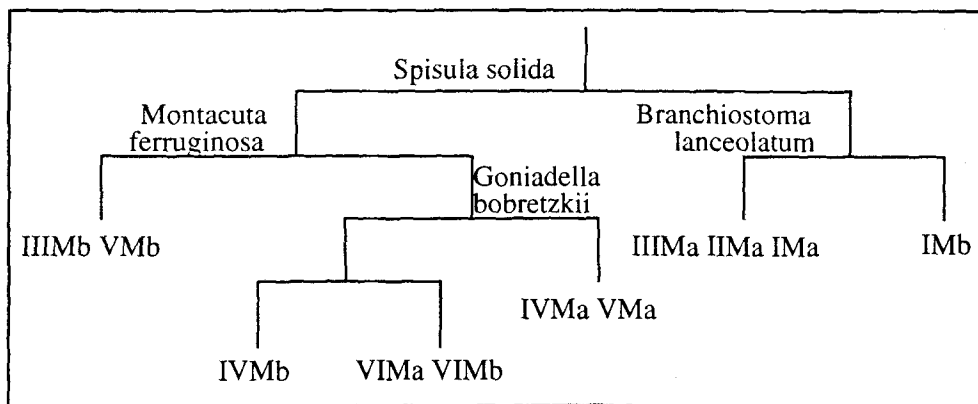 Spisula solida
Montacuta
ferruginosa
Branchiostoma
lanceolatum
Goniadella
bobretzkii
IIIMb VMb
IIIMa IIMa IMa
IMb
IVMa VMa
IVMb
VIMa VIMb